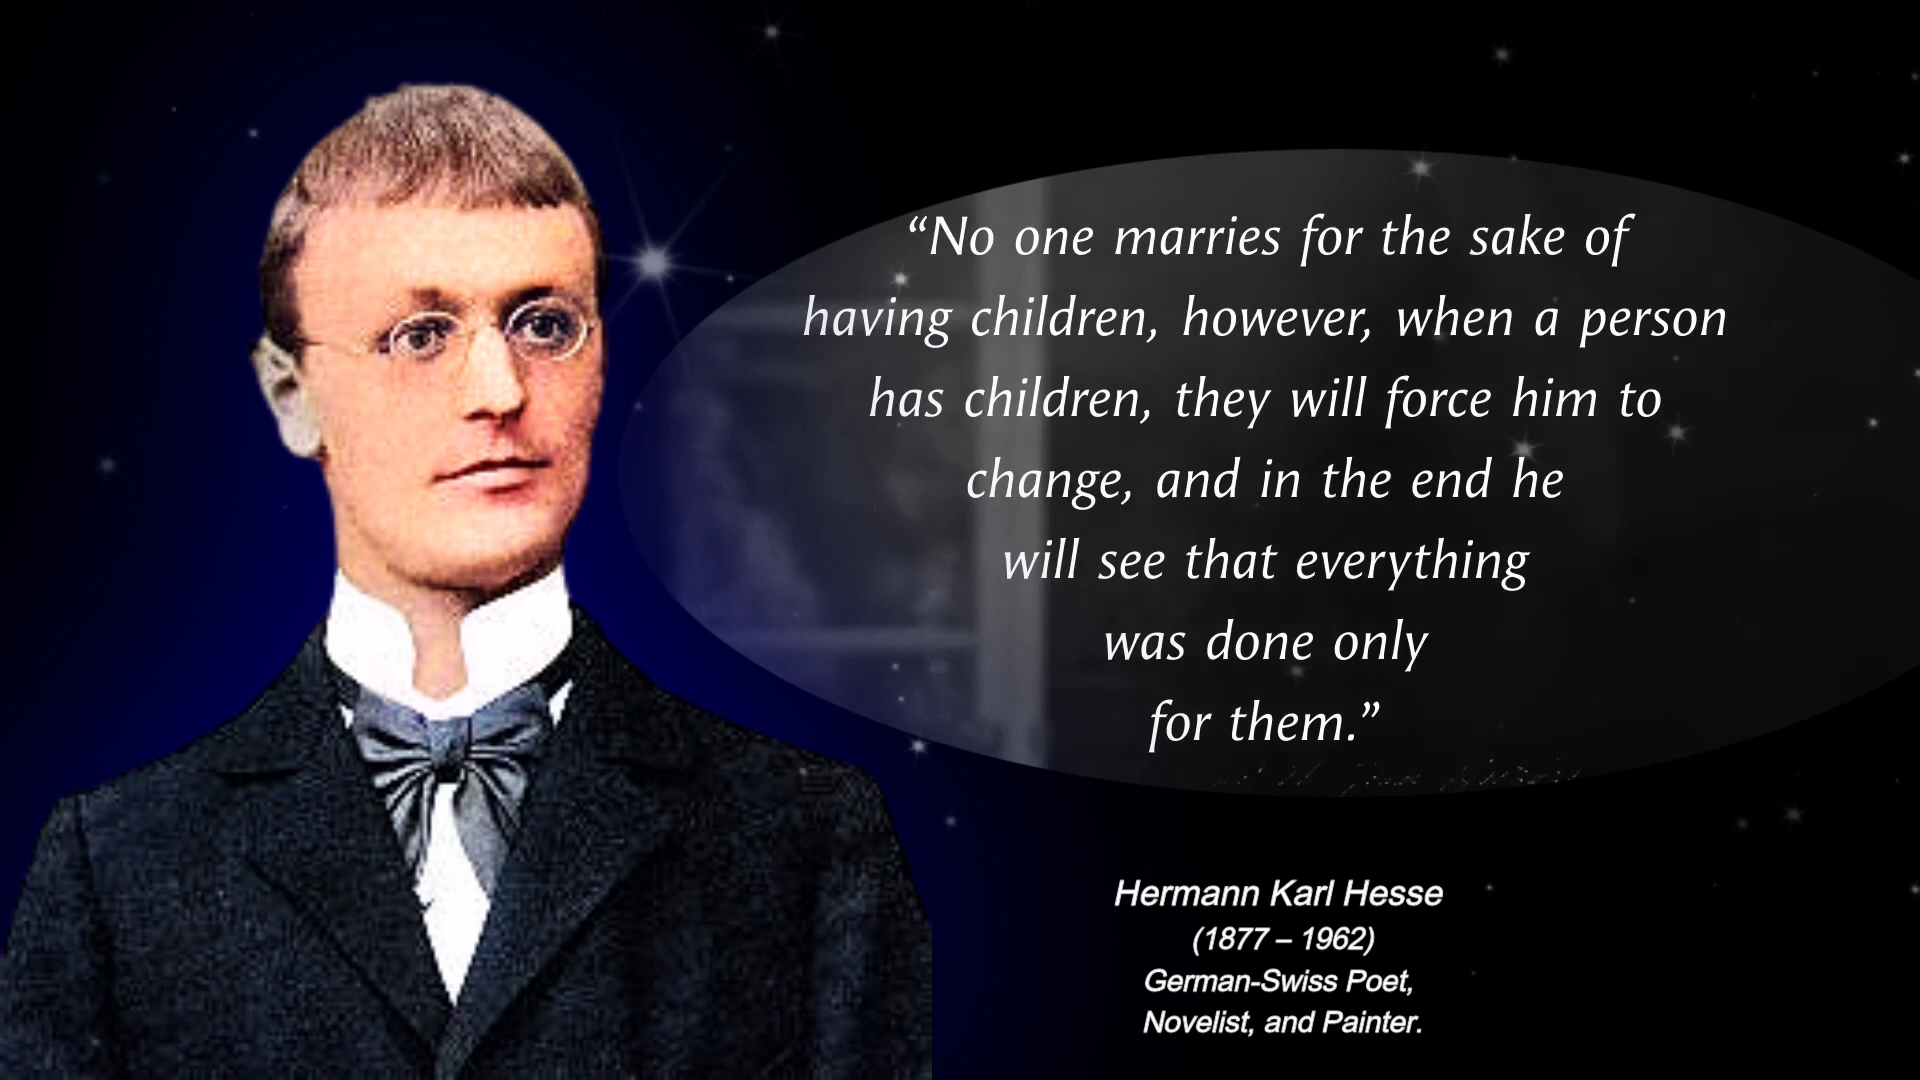 “No one marries for the sake of
having children, however, when a person
has children, they will force him to
change, and in the end he
will see that everything
was done only
for them.”
Hermann Karl Hesse
(1877 – 1962)
German-Swiss Poet,
Novelist, and Painter.